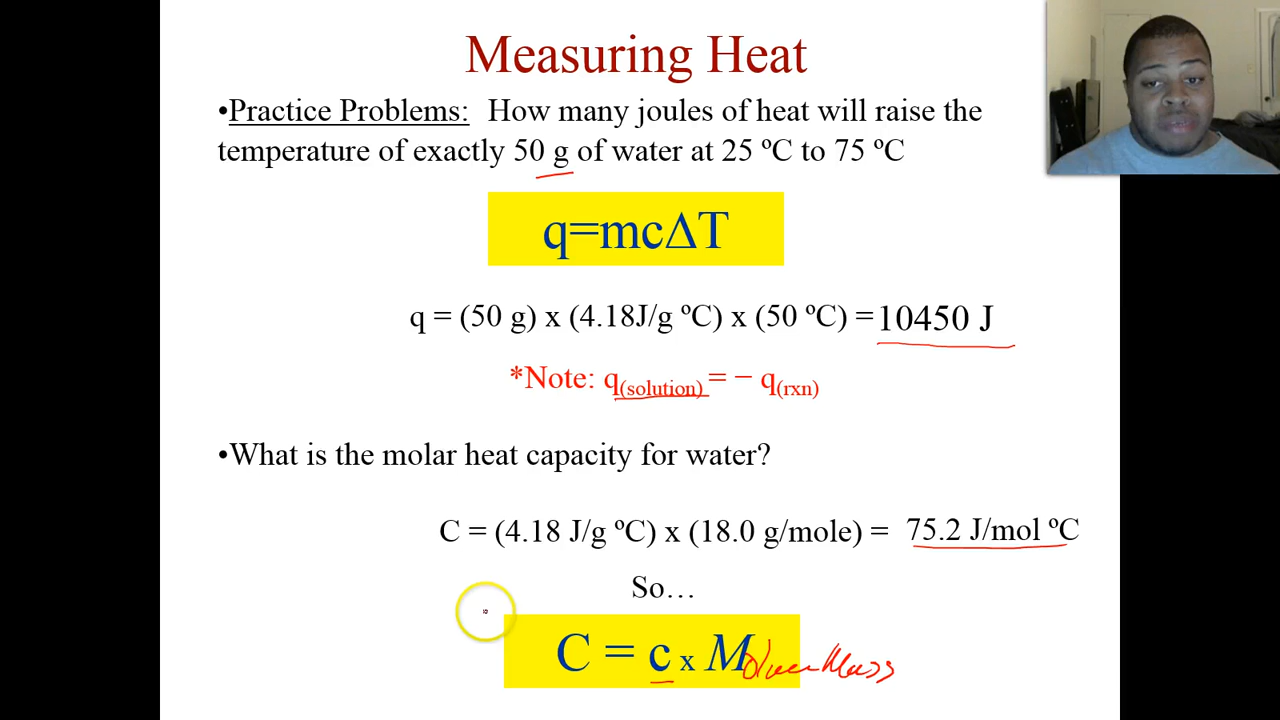 Measuring Heat
•Practice Problems: How many joules of heat will raise the
temperature of exactly 50 g of water at 25 ºC to 75 ºC
q=mcΔT
q = (50 g) x (4.18J/g ºC) x (50 ºC) = 10450 J
*Note: q(solution) = − q(rxn)
•What is the molar heat capacity for water?
C = (4.18 J/g ºC) x (18.0 g/mole) = 75.2 J/mol ºC
So…
C = c x Molar Mass